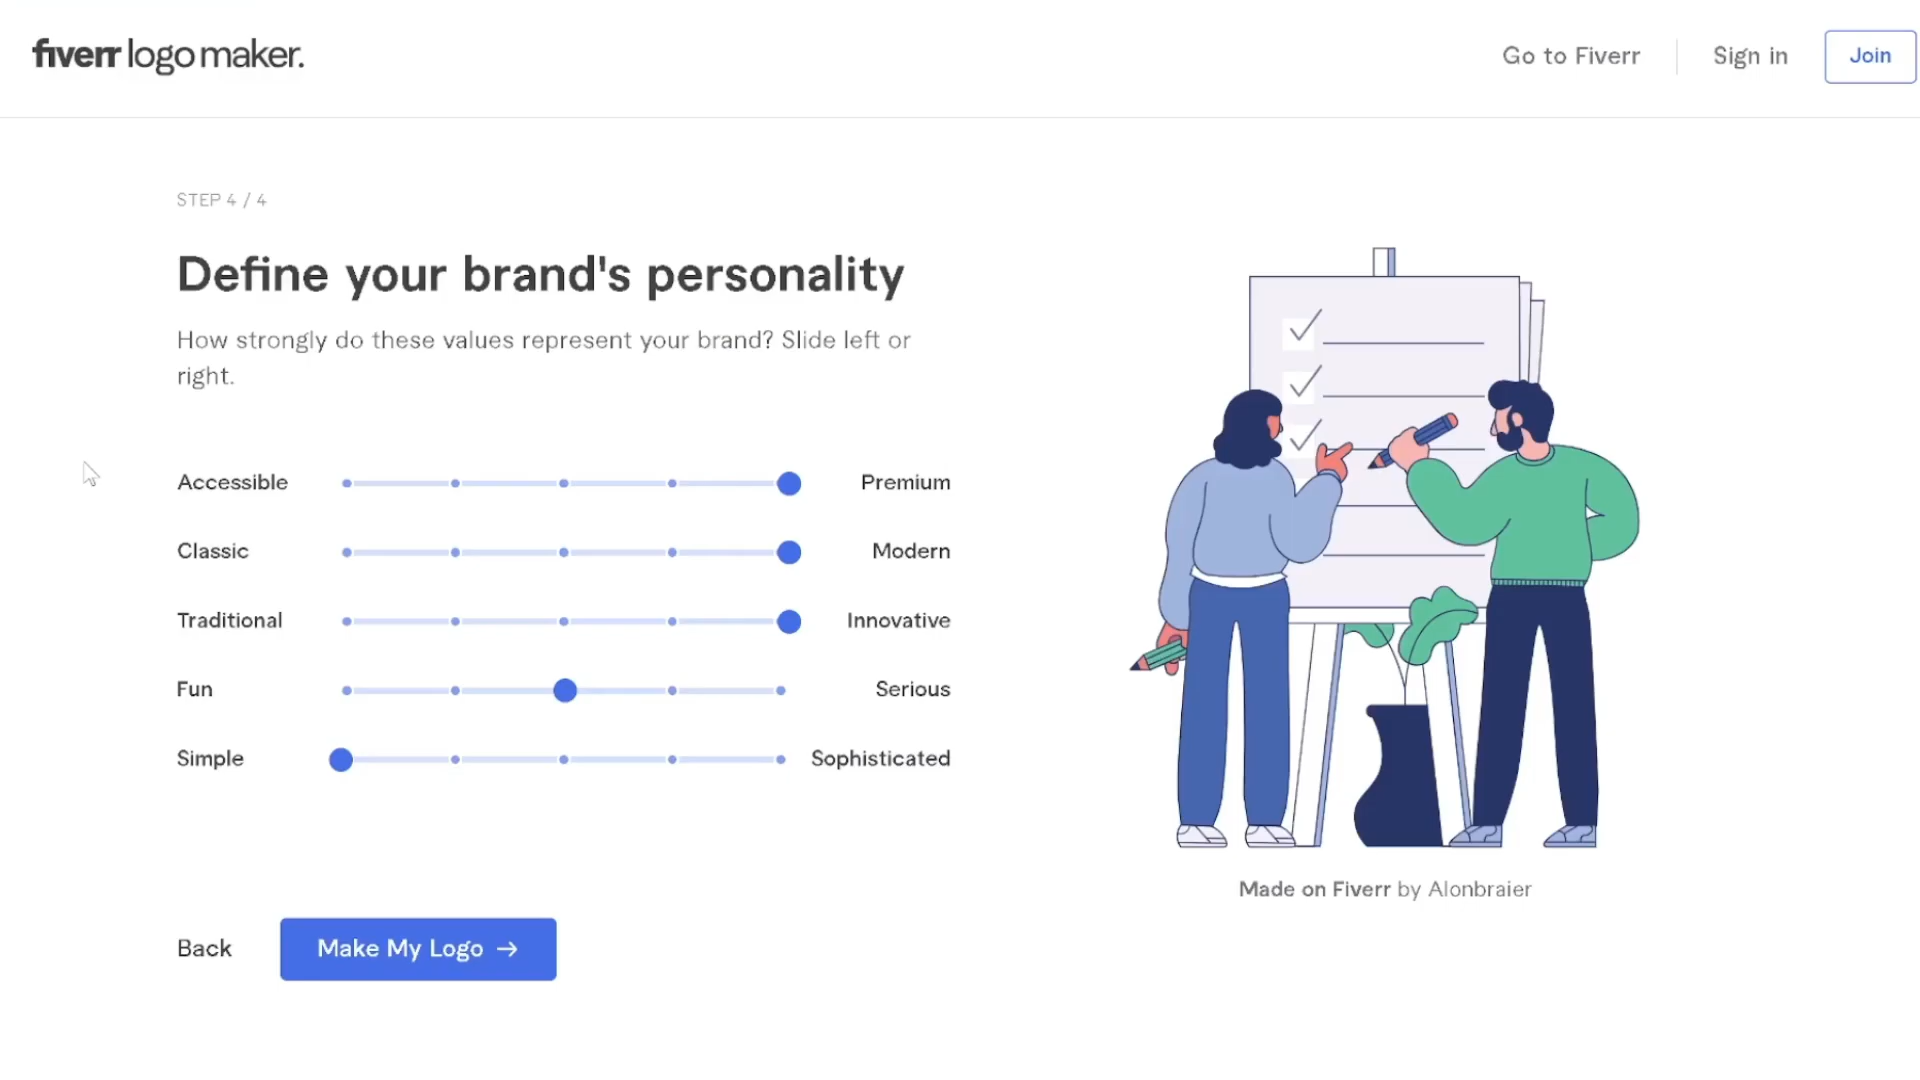 fiverr logo maker.
Go to Fiverr
Sign in
Join
STEP 4 / 4
Define your brand's personality
How strongly do these values represent your brand? Slide left or
right.
Accessible
Premium
Classic
Modern
Traditional
Innovative
Fun
Serious
Simple
Sophisticated
Back
Make My Logo →
Made on Fiverr by Alonbraier